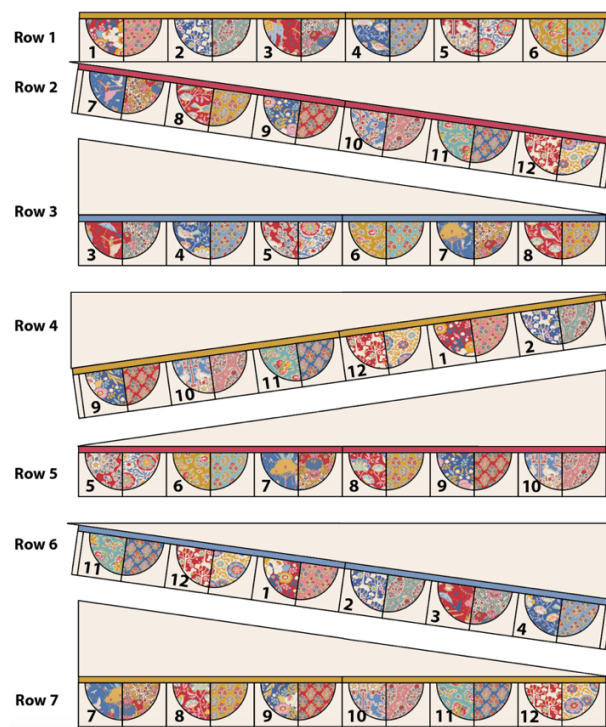 Row 1
1 2 3 4 5 6
Row 2
7 8 9 10 11 12
Row 3
3 4 5 6 7 8
Row 4
9 10 11 12 1 2
Row 5
5 6 7 8 9 10
Row 6
11 12 1 2 3 4
Row 7
7 8 9 10 11 12